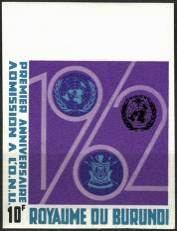 PREMIER ANNIVERSAIRE
ADMISSION A L'O.N.U.
1962
10F ROYAUME DU BURUNDI